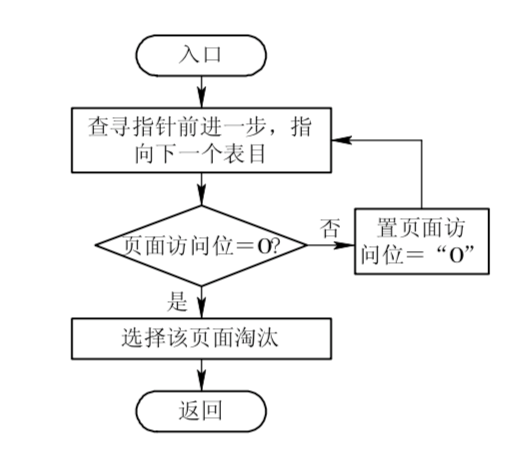 入口
查寻指针前进一步，指
向下一个表目
页面访问位＝0?
否
置页面访
问位＝“0”
是
选择该页面淘汰
返回